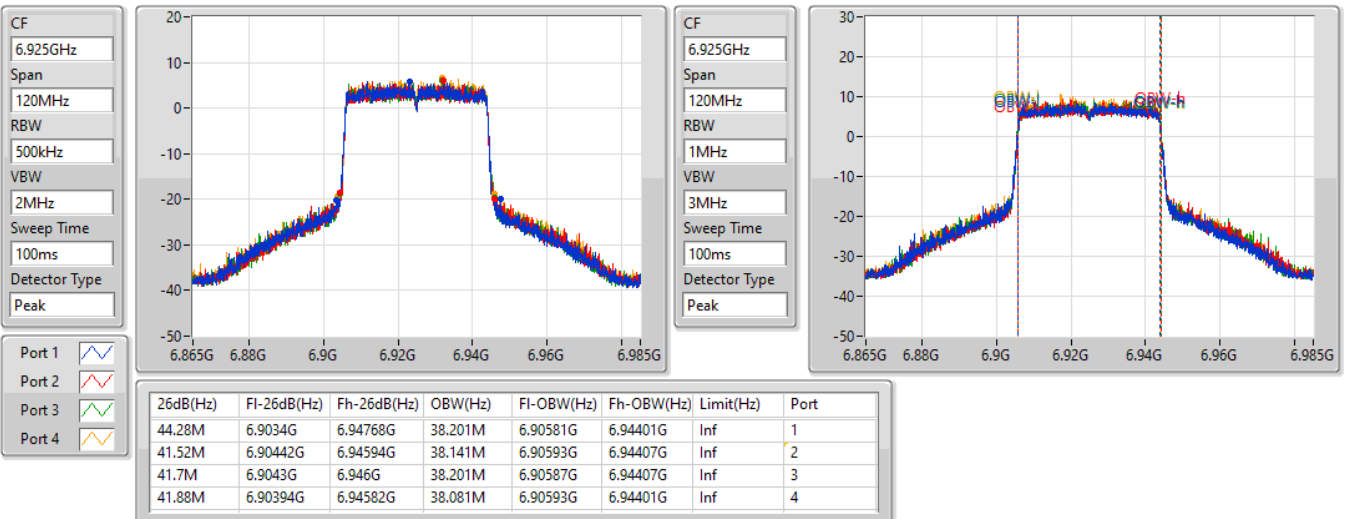 CF
6.925GHz
Span
120MHz
RBW
500kHz
VBW
2MHz
Sweep Time
100ms
Detector Type
Peak
20
10
0
-10
-20
-30
-40
-50
6.865G 6.88G 6.9G 6.92G 6.94G 6.96G 6.985G
CF
6.925GHz
Span
120MHz
RBW
1MHz
VBW
3MHz
Sweep Time
100ms
Detector Type
Peak
30
20
10
0
-10
-20
-30
-40
-50
OBW-l OBW-h
6.865G 6.88G 6.9G 6.92G 6.94G 6.96G 6.985G
Port 1
Port 2
Port 3
Port 4
26dB(Hz) Fl-26dB(Hz) Fh-26dB(Hz) OBW(Hz) Fl-OBW(Hz) Fh-OBW(Hz) Limit(Hz) Port
44.28M 6.9034G 6.94768G 38.201M 6.90581G 6.94401G Inf 1
41.52M 6.90442G 6.94594G 38.141M 6.90593G 6.94407G Inf 2
41.7M 6.9043G 6.946G 38.201M 6.90587G 6.94407G Inf 3
41.88M 6.90394G 6.94582G 38.081M 6.90593G 6.94401G Inf 4